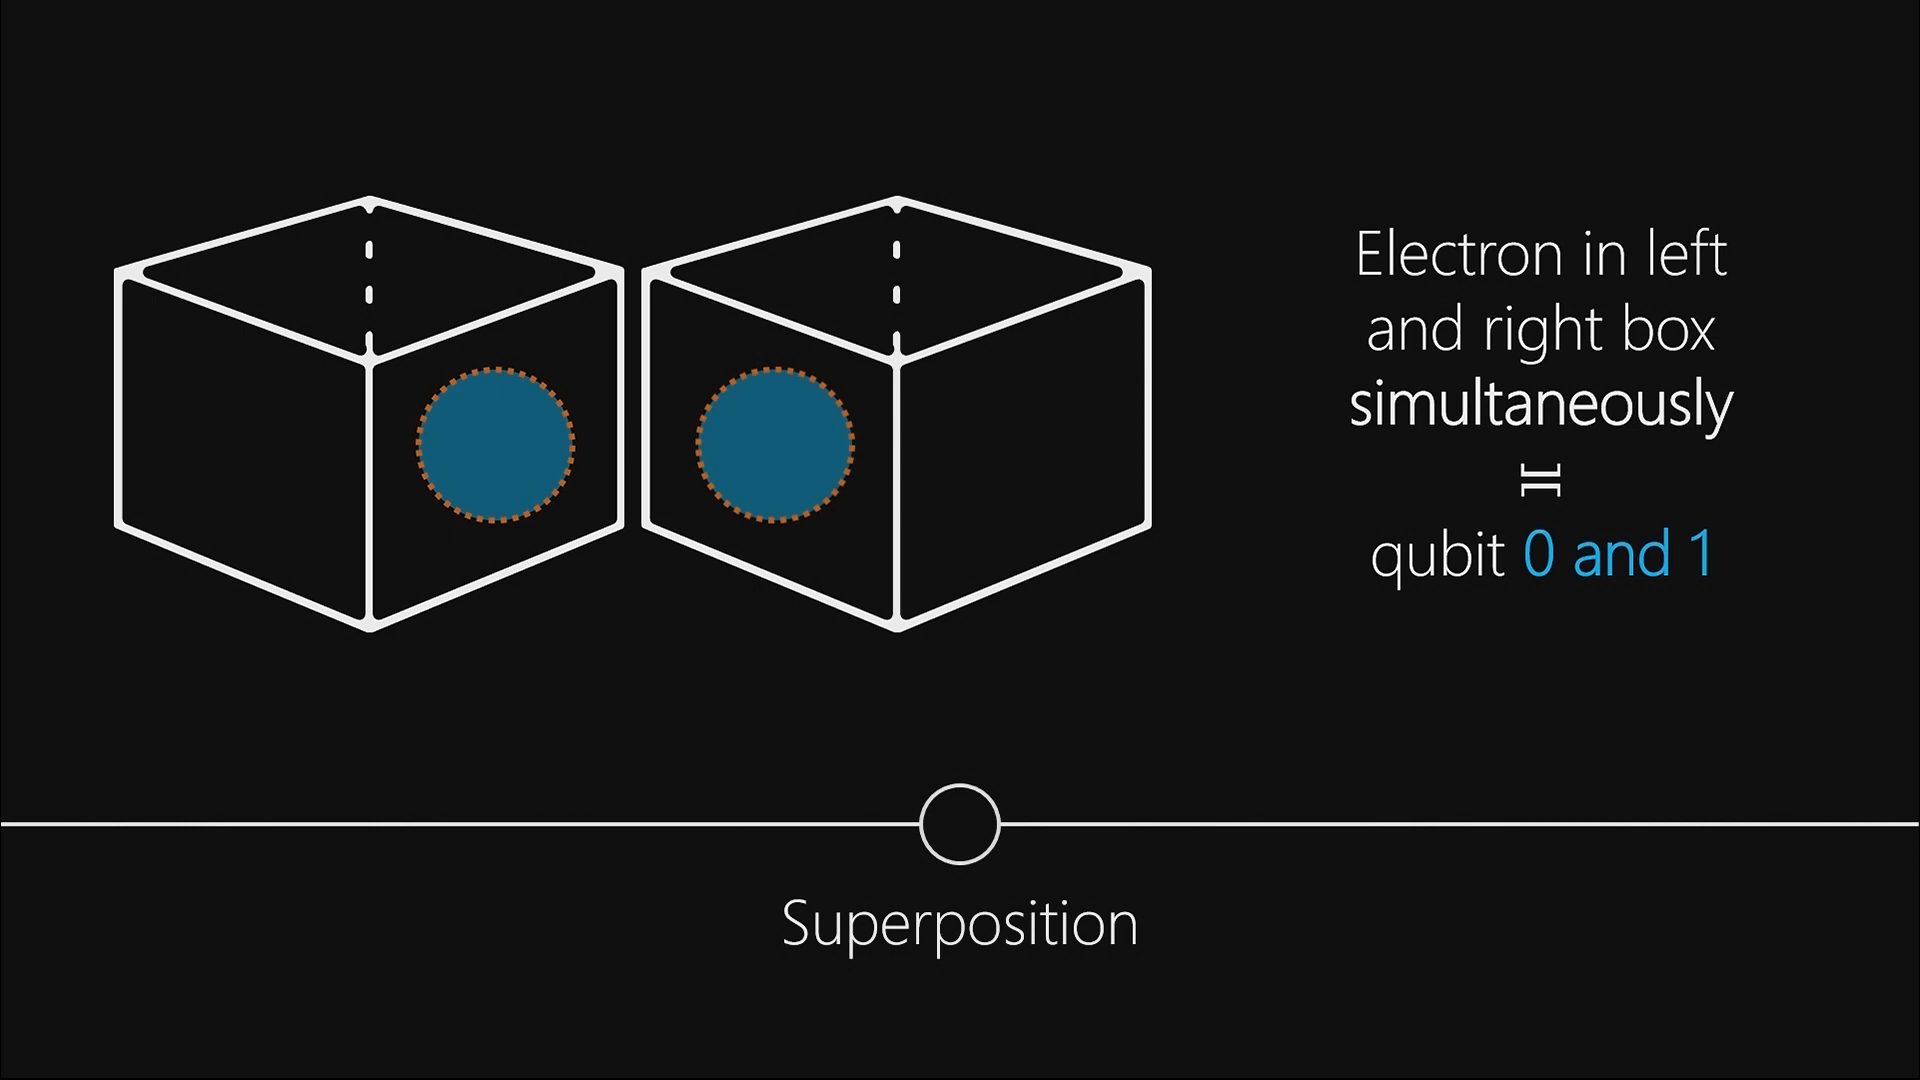 Electron in left
and right box
simultaneously
=
qubit 0 and 1
Superposition